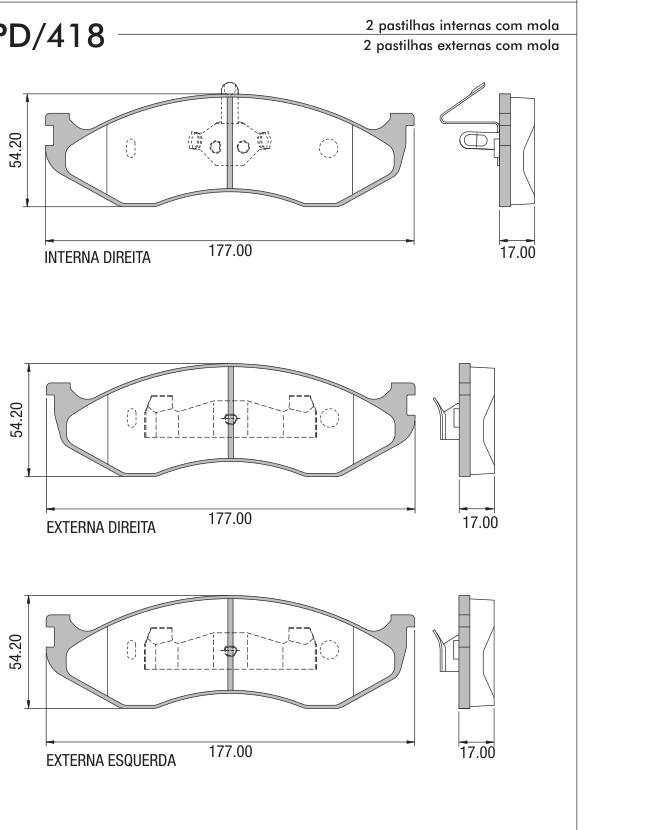 PD/418
2 pastilhas internas com mola
2 pastilhas externas com mola
54.20
177.00
17.00
INTERNA DIREITA
54.20
177.00
17.00
EXTERNA DIREITA
54.20
177.00
17.00
EXTERNA ESQUERDA